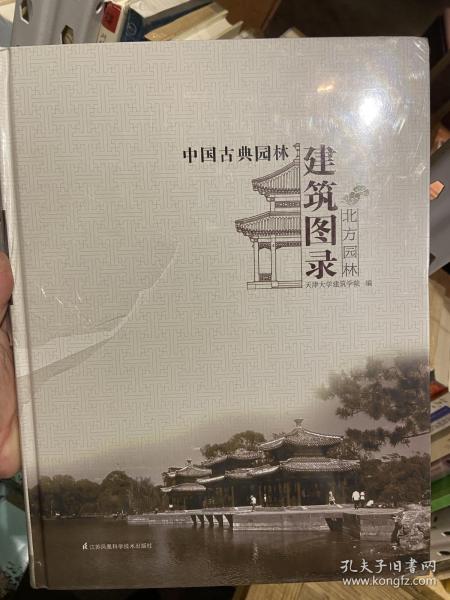 中国古典园林
建筑图录
北方园林
天津大学建筑学院 编
江苏凤凰科学技术出版社
孔夫子旧书网
www.kongfz.com